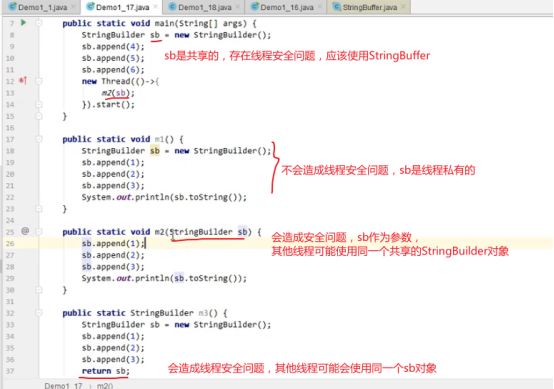 Demo1_1.java × Demo1_17.java × Demo1_18.java × Demo1_16.java × StringBuffer.java ×
7 public static void main(String[] args) {
8 StringBuilder sb = new StringBuilder();
9 sb.append(4);
sb是共享的，存在线程安全问题，应该使用StringBuffer
10 sb.append(5);
11 sb.append(6);
12 new Thread(()->{
13 m2(sb);
14 }).start();
15 }
16
17 public static void m1() {
18 StringBuilder sb = new StringBuilder();
19 sb.append(1);
不会造成线程安全问题，sb是线程私有的
20 sb.append(2);
21 sb.append(3);
22 System.out.println(sb.toString());
23 }
24
25 @ public static void m2(StringBuilder sb) {
会造成安全问题，sb作为参数，
26 sb.append(1);
其他线程可能使用同一个共享的StringBuilder对象
27 sb.append(2);
28 sb.append(3);
29 System.out.println(sb.toString());
30 }
31
32 public static StringBuilder m3() {
33 StringBuilder sb = new StringBuilder();
34 sb.append(1);
35 sb.append(2);
36 sb.append(3);
37 return sb;
会造成线程安全问题，其他线程可能会使用同一个sb对象
Demo1_17 › m2()